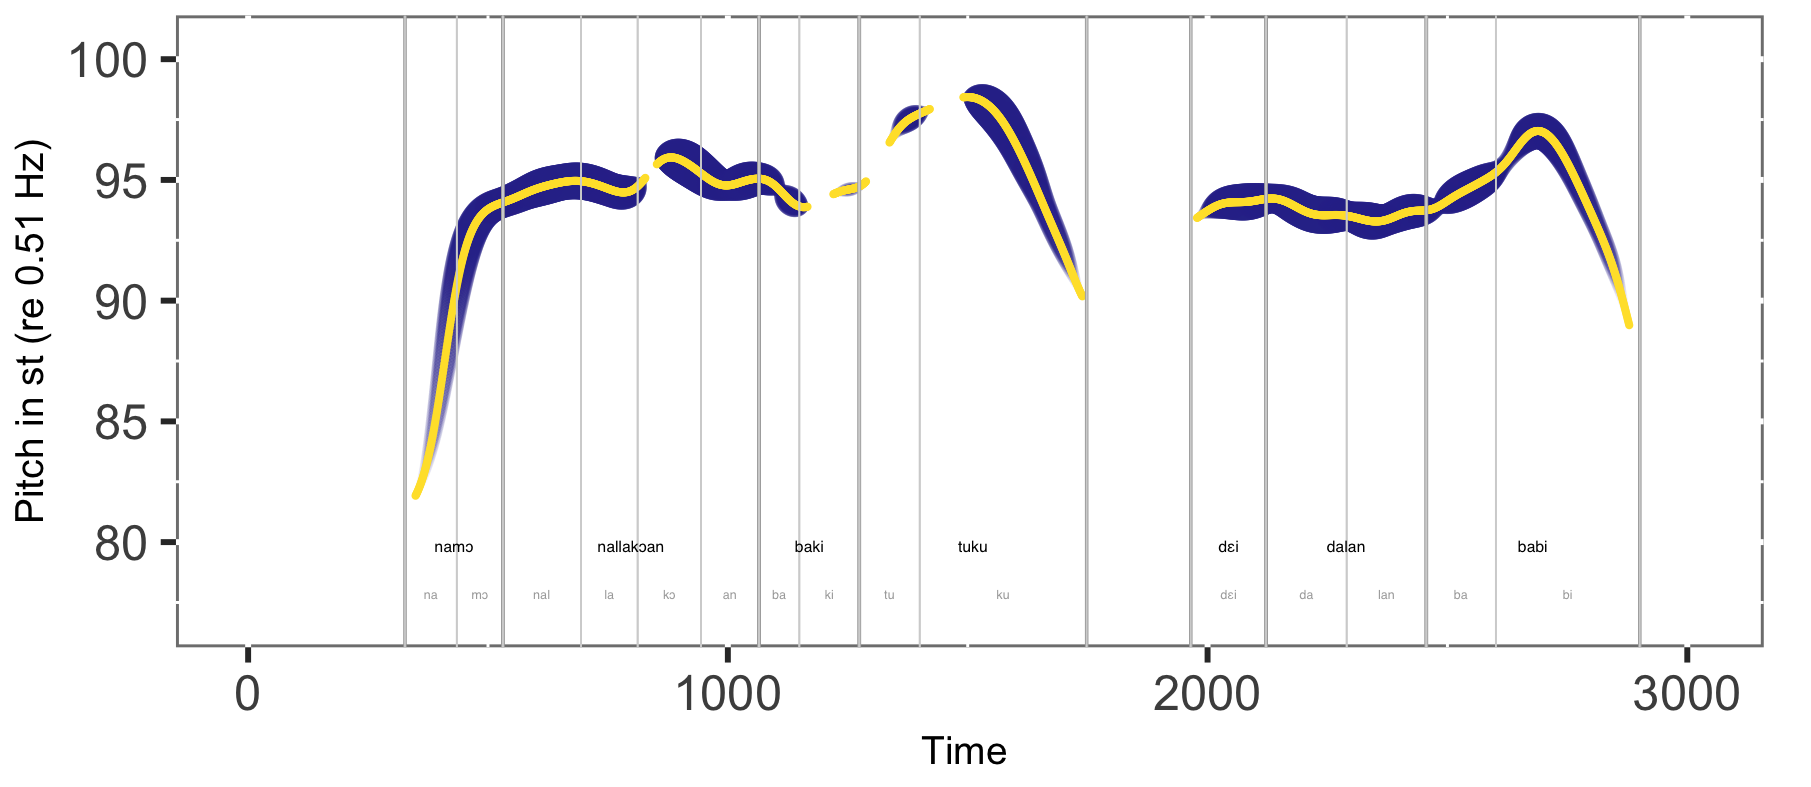 Pitch in st (re 0.51 Hz)
100
95
90
85
80
namɔ nallakɔan baki tuku dɛi dalan babi
na mɔ nal la kɔ an ba ki tu ku dɛi da lan ba bi
0 1000 2000 3000
Time